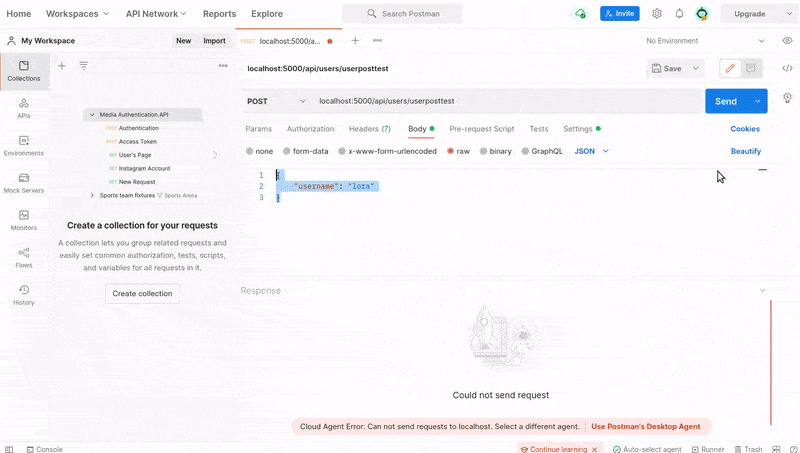 Home Workspaces API Network Reports Explore Search Postman Invite Upgrade
My Workspace New Import POST localhost:5000/a... No Environment
Collections
localhost:5000/api/users/userposttest Save
POST localhost:5000/api/users/userposttest Send
APIs
Media Authentication API
POST Authentication
POST Access Token
GET User's Page
GET Instagram Account
GET New Request
Sports team fixtures Sports Arena
Params Authorization Headers (7) Body Pre-request Script Tests Settings Cookies
Environments
none form-data x-www-form-urlencoded raw binary GraphQL JSON Beautify
Mock Servers
1 {
2 "username": "lora"
3 }
Monitors
Create a collection for your requests
A collection lets you group related requests and
easily set common authorization, tests, scripts,
and variables for all requests in it.
Create collection
Flows
History
Response
Could not send request
Cloud Agent Error: Can not send requests to localhost. Select a different agent. Use Postman's Desktop Agent
Console Continue learning Auto-select agent Runner Trash